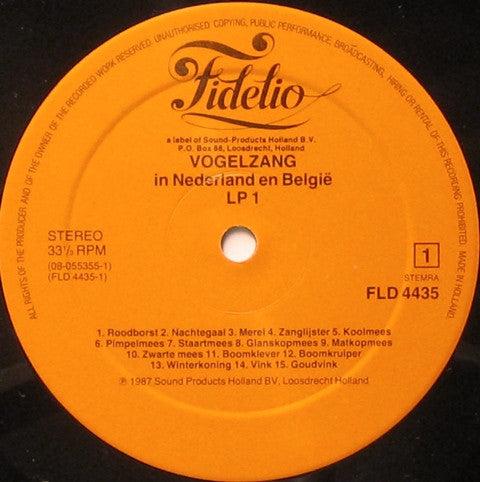 ALL RIGHTS OF THE PRODUCER AND OF THE OWNER OF THE RECORDED WORK RESERVED. UNAUTHORISED COPYING, PUBLIC PERFORMANCE, BROADCASTING, HIRING OR RENTAL OF THIS RECORDING PROHIBITED. MADE IN HOLLAND.
Fidelio
a label of Sound-Products Holland B.V.
P.O. Box 68, Loosdrecht, Holland
VOGELZANG
in Nederland en België
LP 1
STEREO
33⅓ RPM
(08-055355-1)
(FLD 4435-1)
1
STEMRA
FLD 4435
1. Roodborst 2. Nachtegaal 3. Merel 4. Zanglijster 5. Koolmees
6. Pimpelmees 7. Staartmees 8. Glanskopmees 9. Matkopmees
10. Zwarte mees 11. Boomklever 12. Boomkruiper
13. Winterkoning 14. Vink 15. Goudvink
℗ 1987 Sound Products Holland BV. Loosdrecht Holland